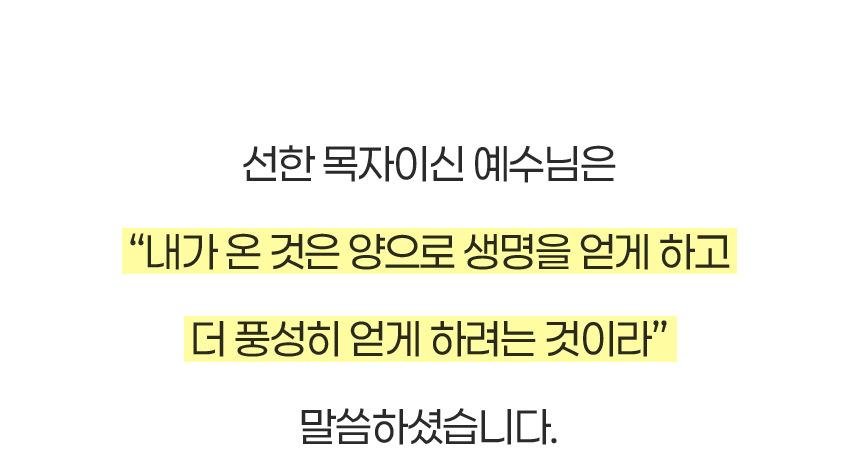 선한 목자이신 예수님은
“내가 온 것은 양으로 생명을 얻게 하고
더 풍성히 얻게 하려는 것이라”
말씀하셨습니다.